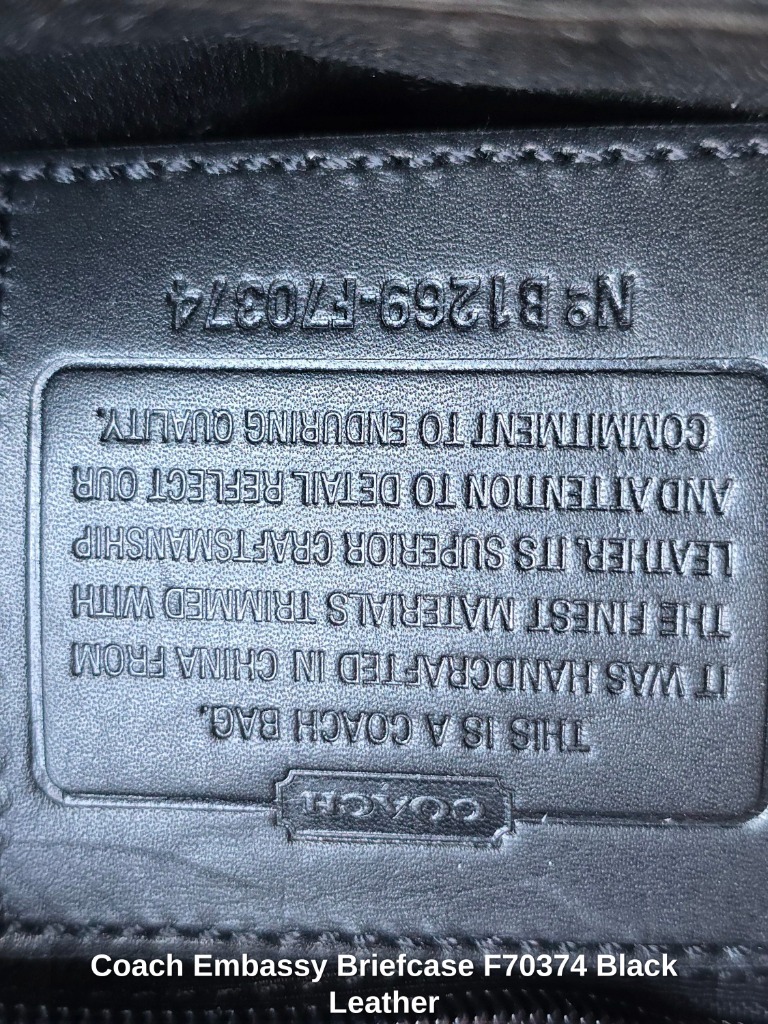 COACH
THIS IS A COACH BAG.
IT WAS HANDCRAFTED IN CHINA FROM
THE FINEST MATERIALS TRIMMED WITH
LEATHER. ITS SUPERIOR CRAFTSMANSHIP
AND ATTENTION TO DETAIL REFLECT OUR
COMMITMENT TO ENDURING QUALITY.
Nº B1269-F70374
Coach Embassy Briefcase F70374 Black
Leather